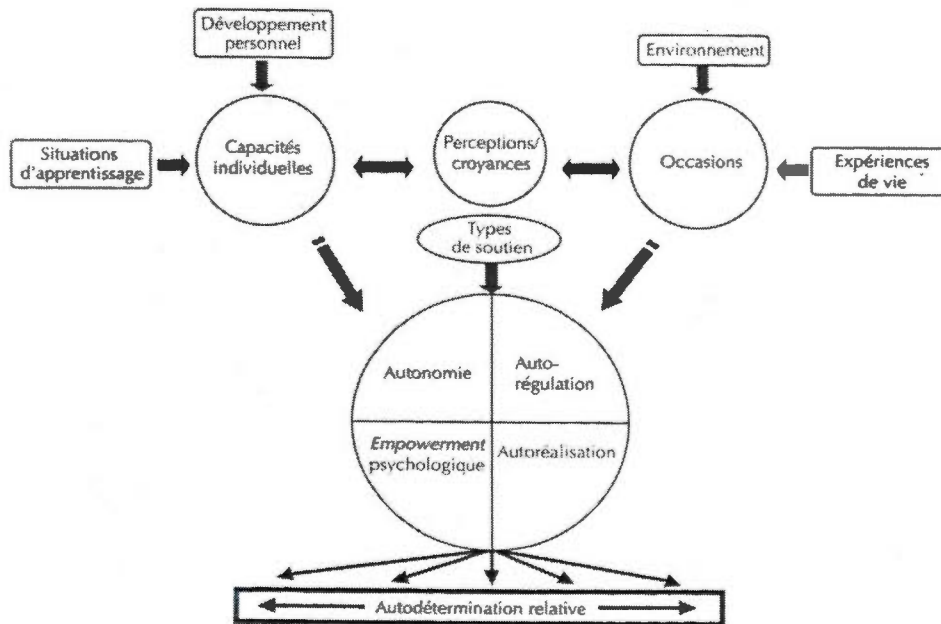 Développement
personnel
Environnement
Situations
d'apprentissage
Capacités
individuelles
Perceptions/
croyances
Occasions
Expériences
de vie
Types
de soutien
Autonomie
Auto-
régulation
Empowerment
psychologique
Autoréalisation
Autodétermination relative